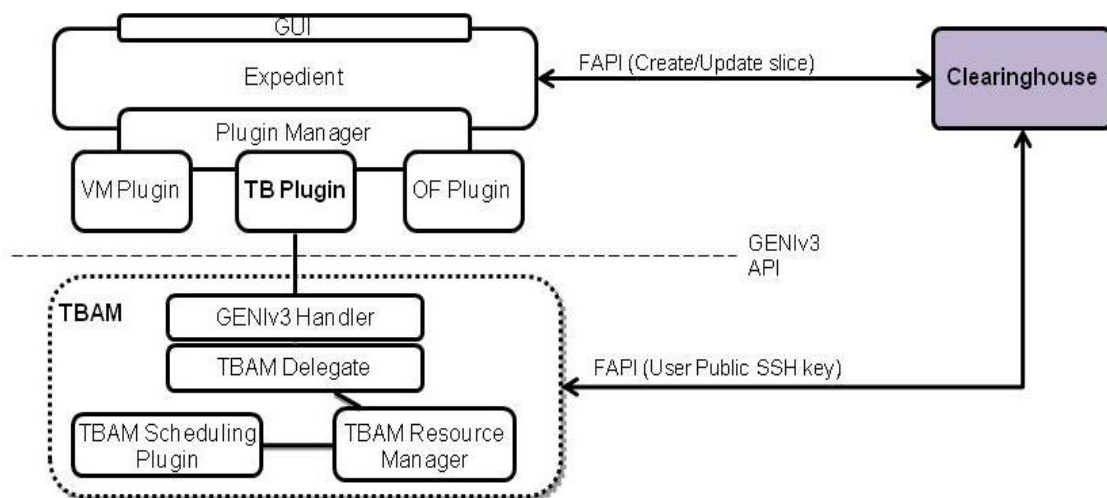 GUI
Expedient
FAPI (Create/Update slice)
Clearinghouse
Plugin Manager
VM Plugin
TB Plugin
OF Plugin
GENIv3
API
TBAM
GENIv3 Handler
TBAM Delegate
FAPI (User Public SSH key)
TBAM Scheduling
Plugin
TBAM Resource
Manager